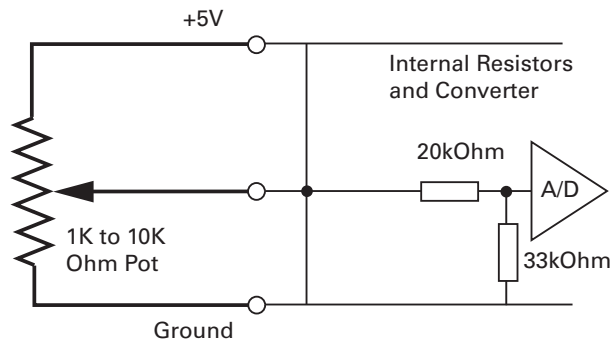 +5V
Internal Resistors
and Converter
20kOhm
A/D
1K to 10K
Ohm Pot
33kOhm
Ground